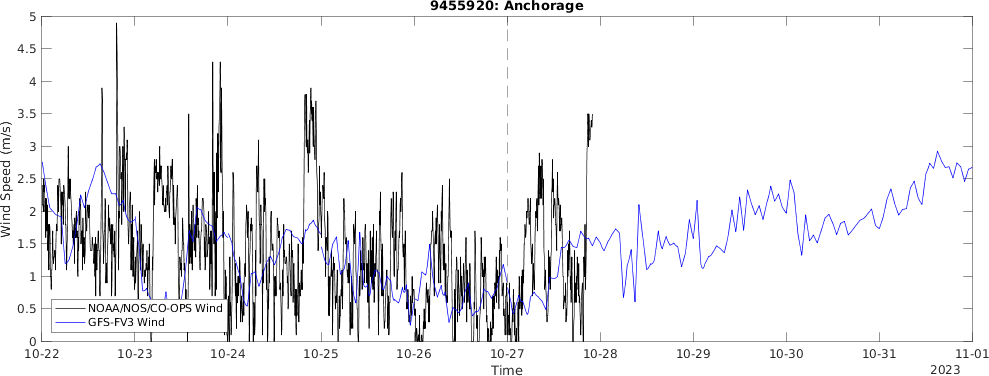 9455920: Anchorage
5
4.5
4
3.5
3
2.5
2
1.5
1
0.5
0
Wind Speed (m/s)
NOAA/NOS/CO-OPS Wind
GFS-FV3 Wind
10-22 10-23 10-24 10-25 10-26 10-27 10-28 10-29 10-30 10-31 11-01
Time
2023